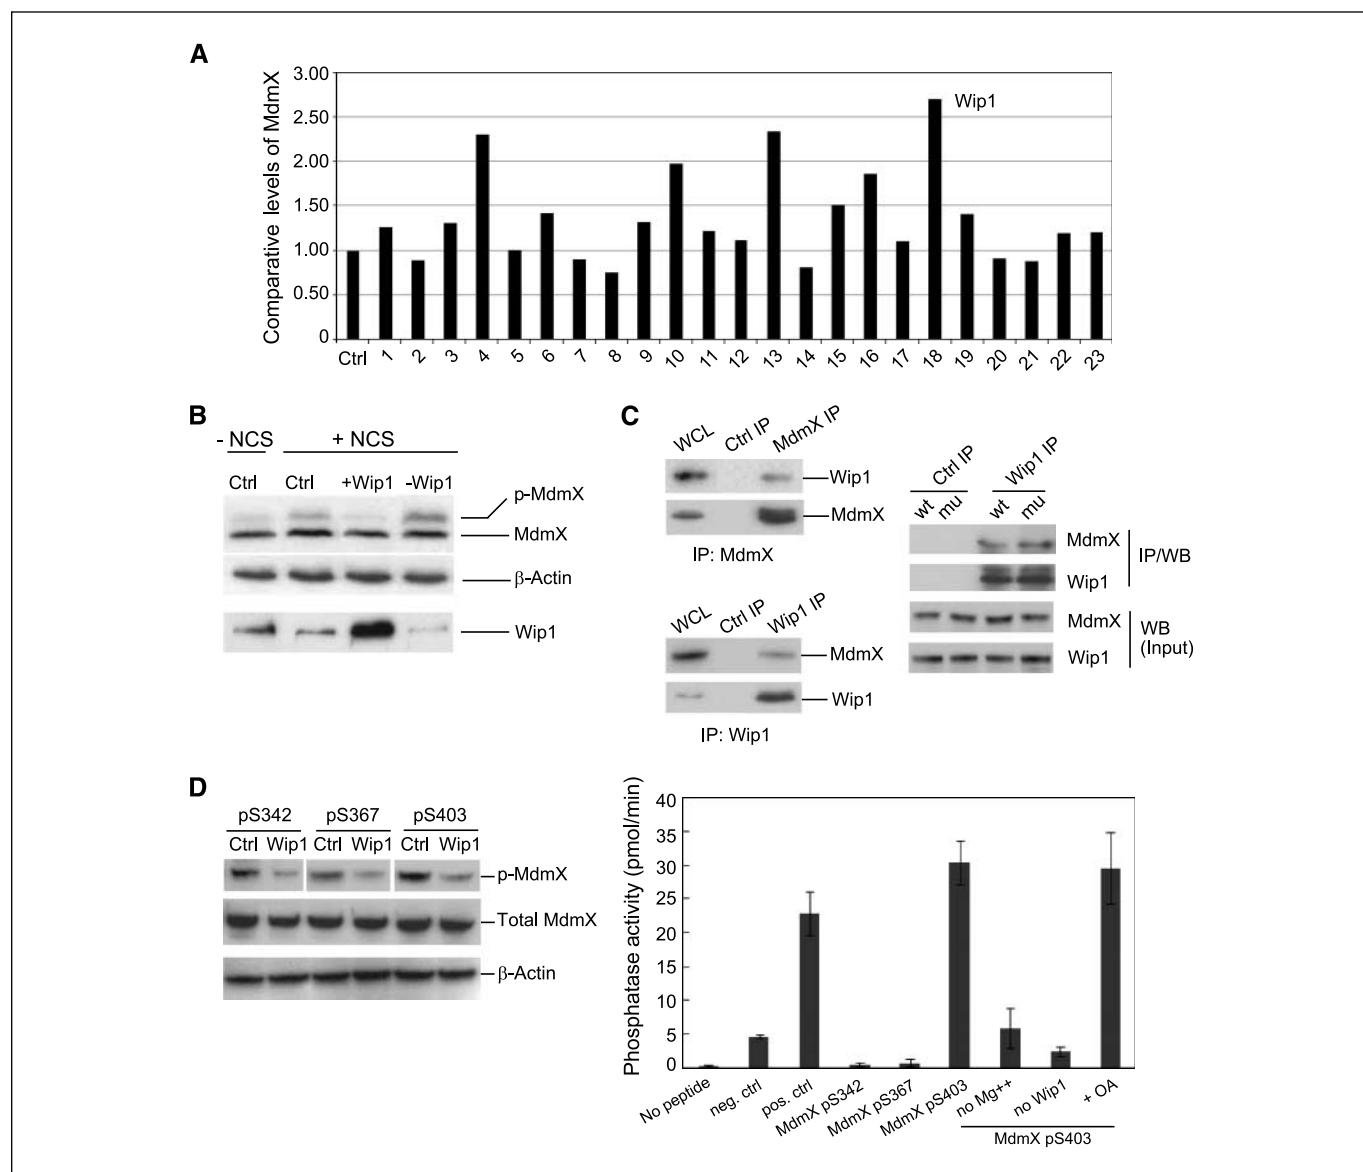 A
Comparative levels of MdmX
3.00
2.50
2.00
1.50
1.00
0.50
0
Wip1
Ctrl 1 2 3 4 5 6 7 8 9 10 11 12 13 14 15 16 17 18 19 20 21 22 23
B
- NCS + NCS
Ctrl Ctrl +Wip1 -Wip1
p-MdmX
MdmX
β-Actin
Wip1
C
WCL Ctrl IP MdmX IP
Wip1
MdmX
IP: MdmX
WCL Ctrl IP Wip1 IP
MdmX
Wip1
IP: Wip1
Ctrl IP Wip1 IP
wt mu wt mu
MdmX
Wip1
IP/WB
MdmX
Wip1
WB
(Input)
D
pS342 pS367 pS403
Ctrl Wip1 Ctrl Wip1 Ctrl Wip1
p-MdmX
Total MdmX
β-Actin
Phosphatase activity (pmol/min)
40
35
30
25
20
15
10
5
0
No peptide neg. ctrl pos. ctrl MdmX pS342 MdmX pS367 MdmX pS403 no Mg++ no Wip1 + OA
MdmX pS403